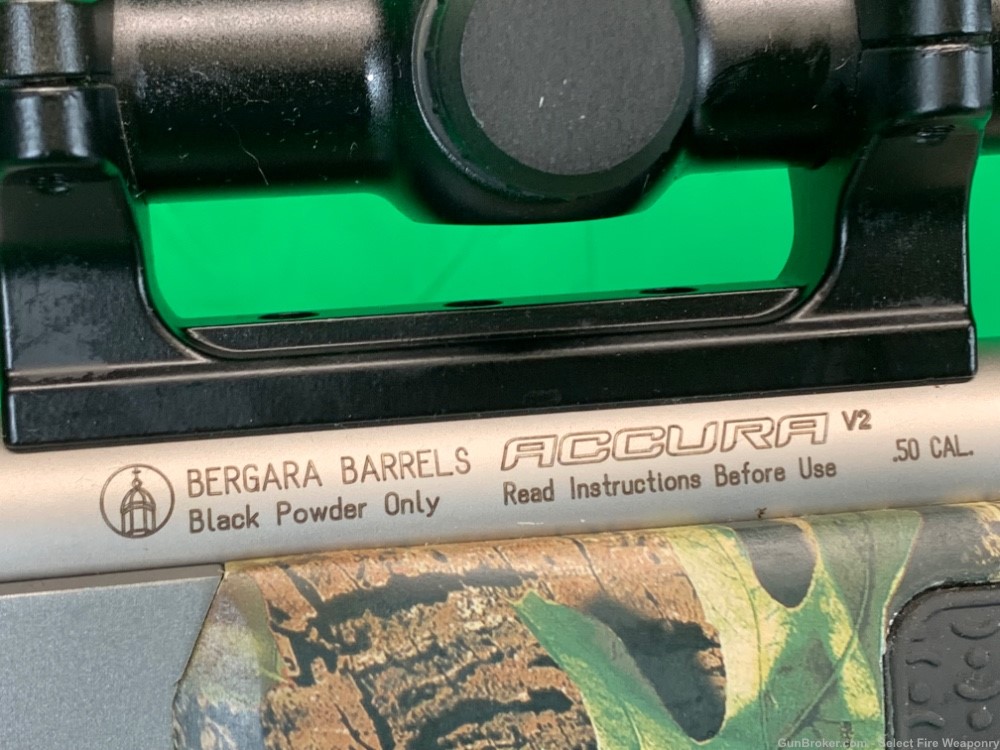 BERGARA BARRELS
Black Powder Only
ACCURA V2
Read Instructions Before Use
.50 CAL.
GunBroker.com - Select Fire Weaponry